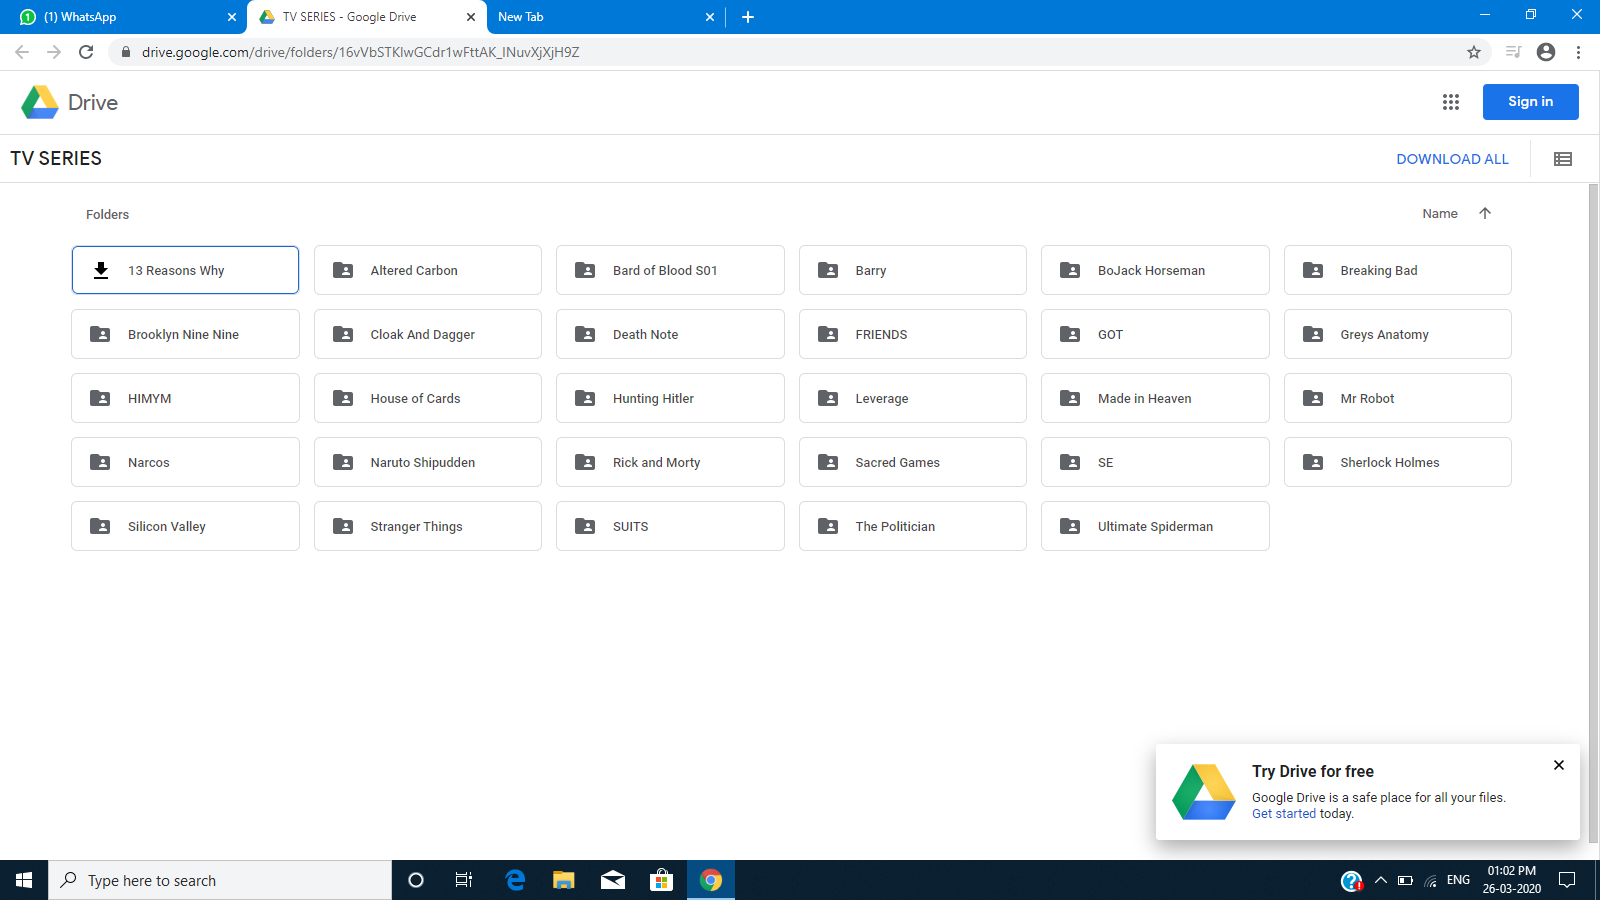 (1) WhatsApp
TV SERIES - Google Drive
New Tab
drive.google.com/drive/folders/16vVbSTKlwGCdr1wFttAK_INuvXjXjH9Z
Drive
Sign in
TV SERIES
DOWNLOAD ALL
Folders
Name
13 Reasons Why
Altered Carbon
Bard of Blood S01
Barry
BoJack Horseman
Breaking Bad
Brooklyn Nine Nine
Cloak And Dagger
Death Note
FRIENDS
GOT
Greys Anatomy
HIMYM
House of Cards
Hunting Hitler
Leverage
Made in Heaven
Mr Robot
Narcos
Naruto Shipudden
Rick and Morty
Sacred Games
SE
Sherlock Holmes
Silicon Valley
Stranger Things
SUITS
The Politician
Ultimate Spiderman
Try Drive for free
Google Drive is a safe place for all your files.
Get started today.
Type here to search
ENG
01:02 PM
26-03-2020